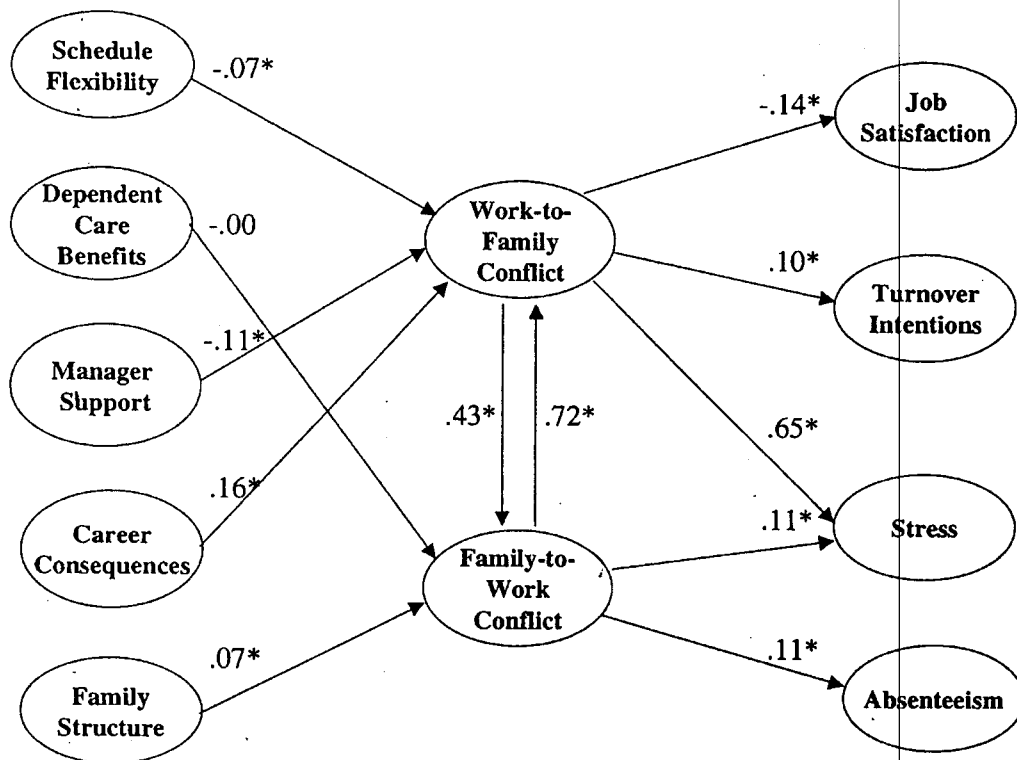 Schedule
Flexibility
-.07*
Dependent
Care
Benefits
-.00
Manager
Support
-.11*
Career
Consequences
.16*
Family
Structure
.07*
Work-to-
Family
Conflict
.43*
.72*
Family-to-
Work
Conflict
-.14*
Job
Satisfaction
.10*
Turnover
Intentions
.65*
.11*
Stress
.11*
Absenteeism